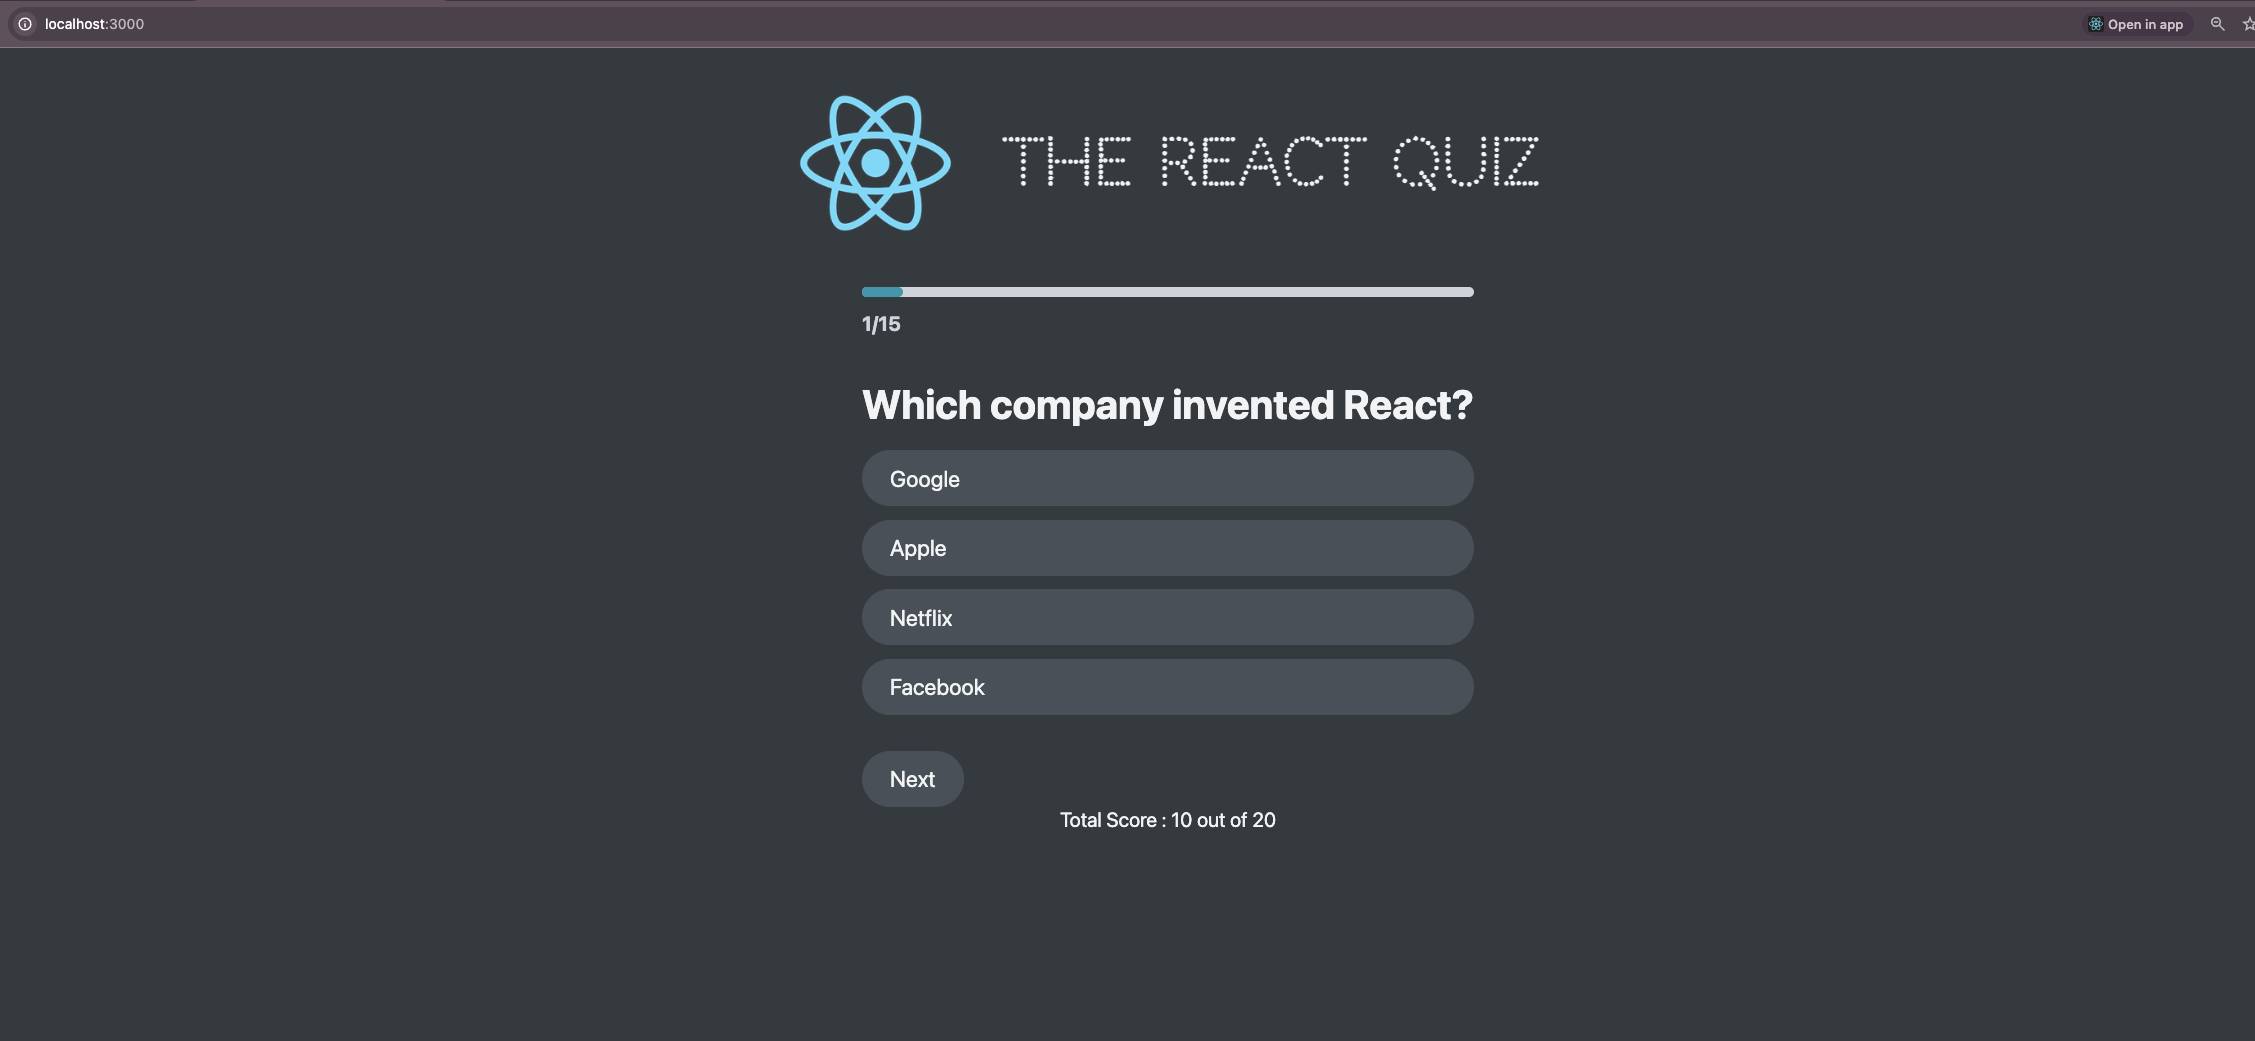 localhost:3000
Open in app
THE REACT QUIZ
1/15
Which company invented React?
Google
Apple
Netflix
Facebook
Next
Total Score : 10 out of 20